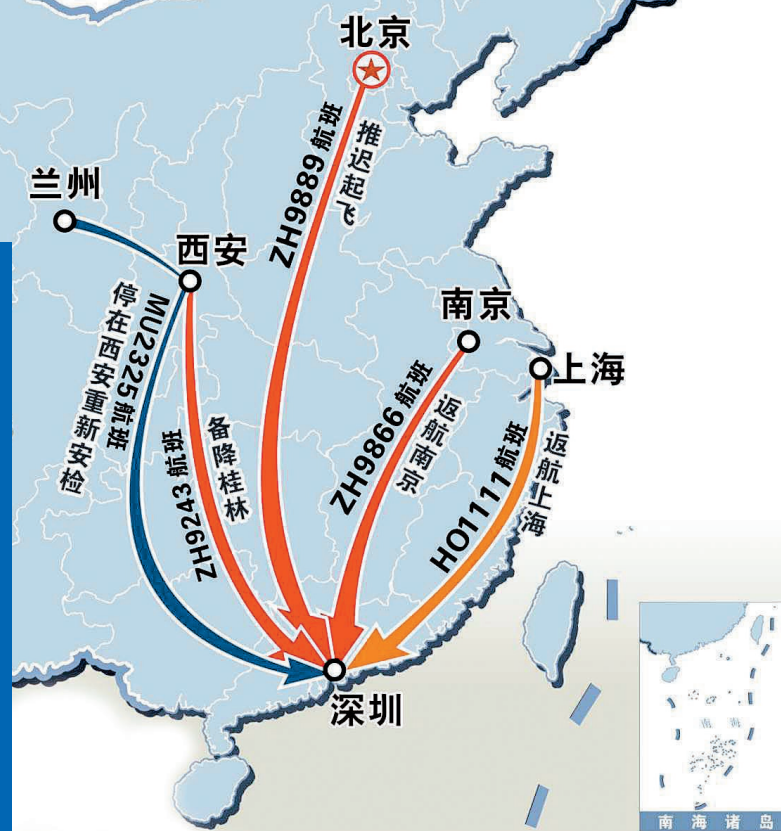 北京
ZH9889航班
推迟起飞
兰州
西安
MU2325航班
停在西安重新安检
ZH9243航班
备降桂林
南京
ZH9866航班
返航南京
上海
HO1111航班
返航上海
深圳
南海
南海诸岛